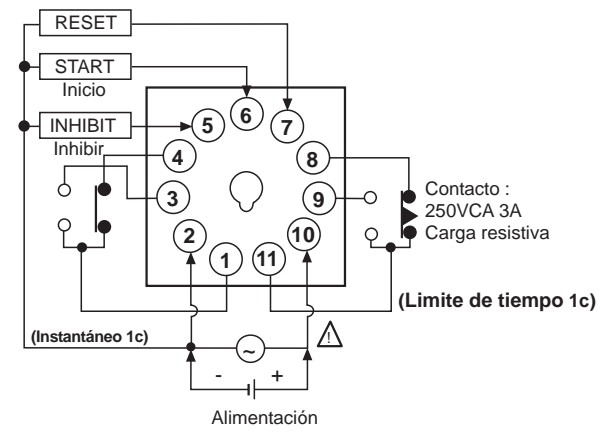 RESET
START
Inicio
INHIBIT
Inhibir
6
5
7
4
8
3
9
2
10
1
11
Contacto :
250VCA 3A
Carga resistiva
(Limite de tiempo 1c)
(Instantáneo 1c)
~
!
- +
Alimentación